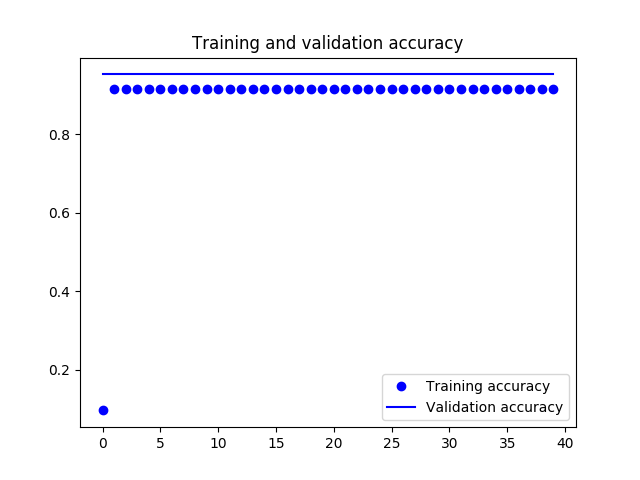 Training and validation accuracy
0.8
0.6
0.4
0.2
0 5 10 15 20 25 30 35 40
Training accuracy
Validation accuracy